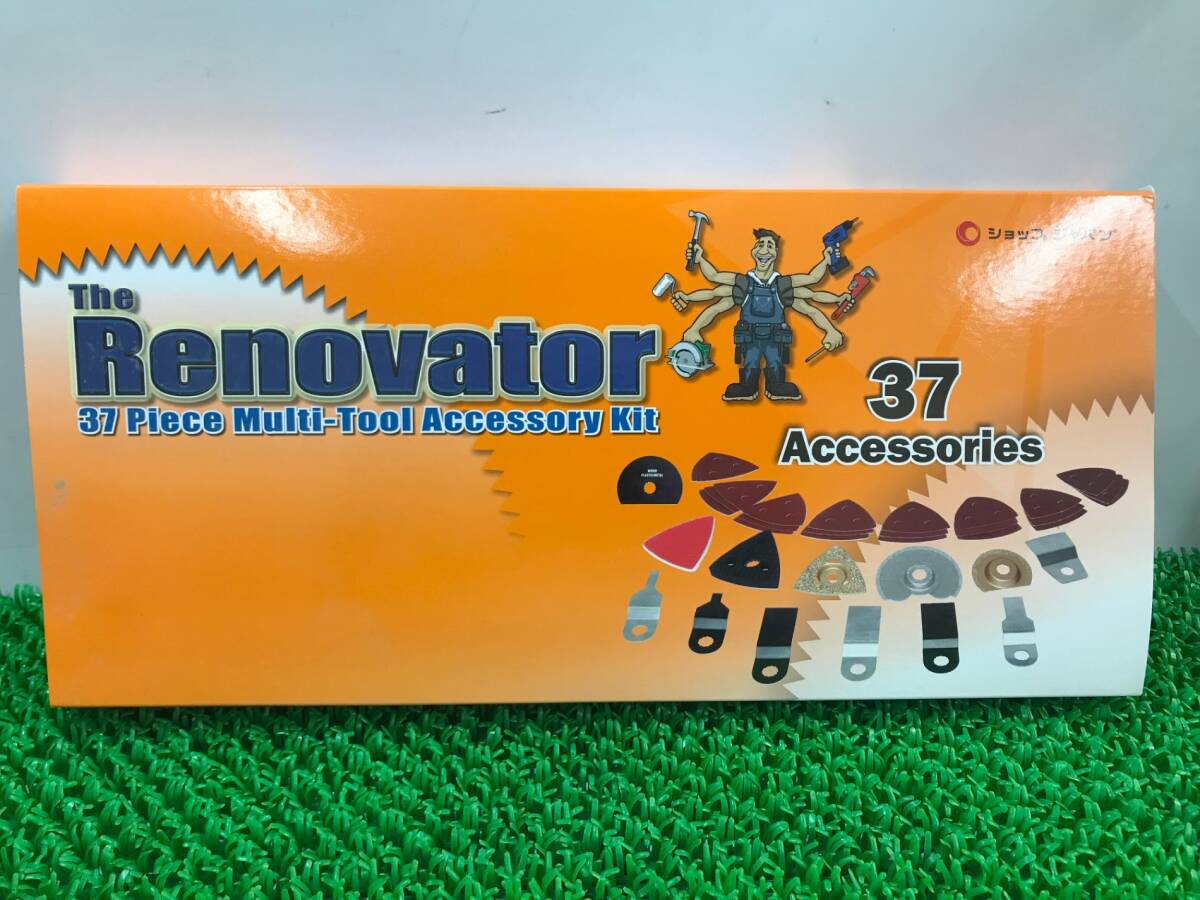 The
Renovator
37 Piece Multi-Tool Accessory Kit
ショップジャパン
37
Accessories